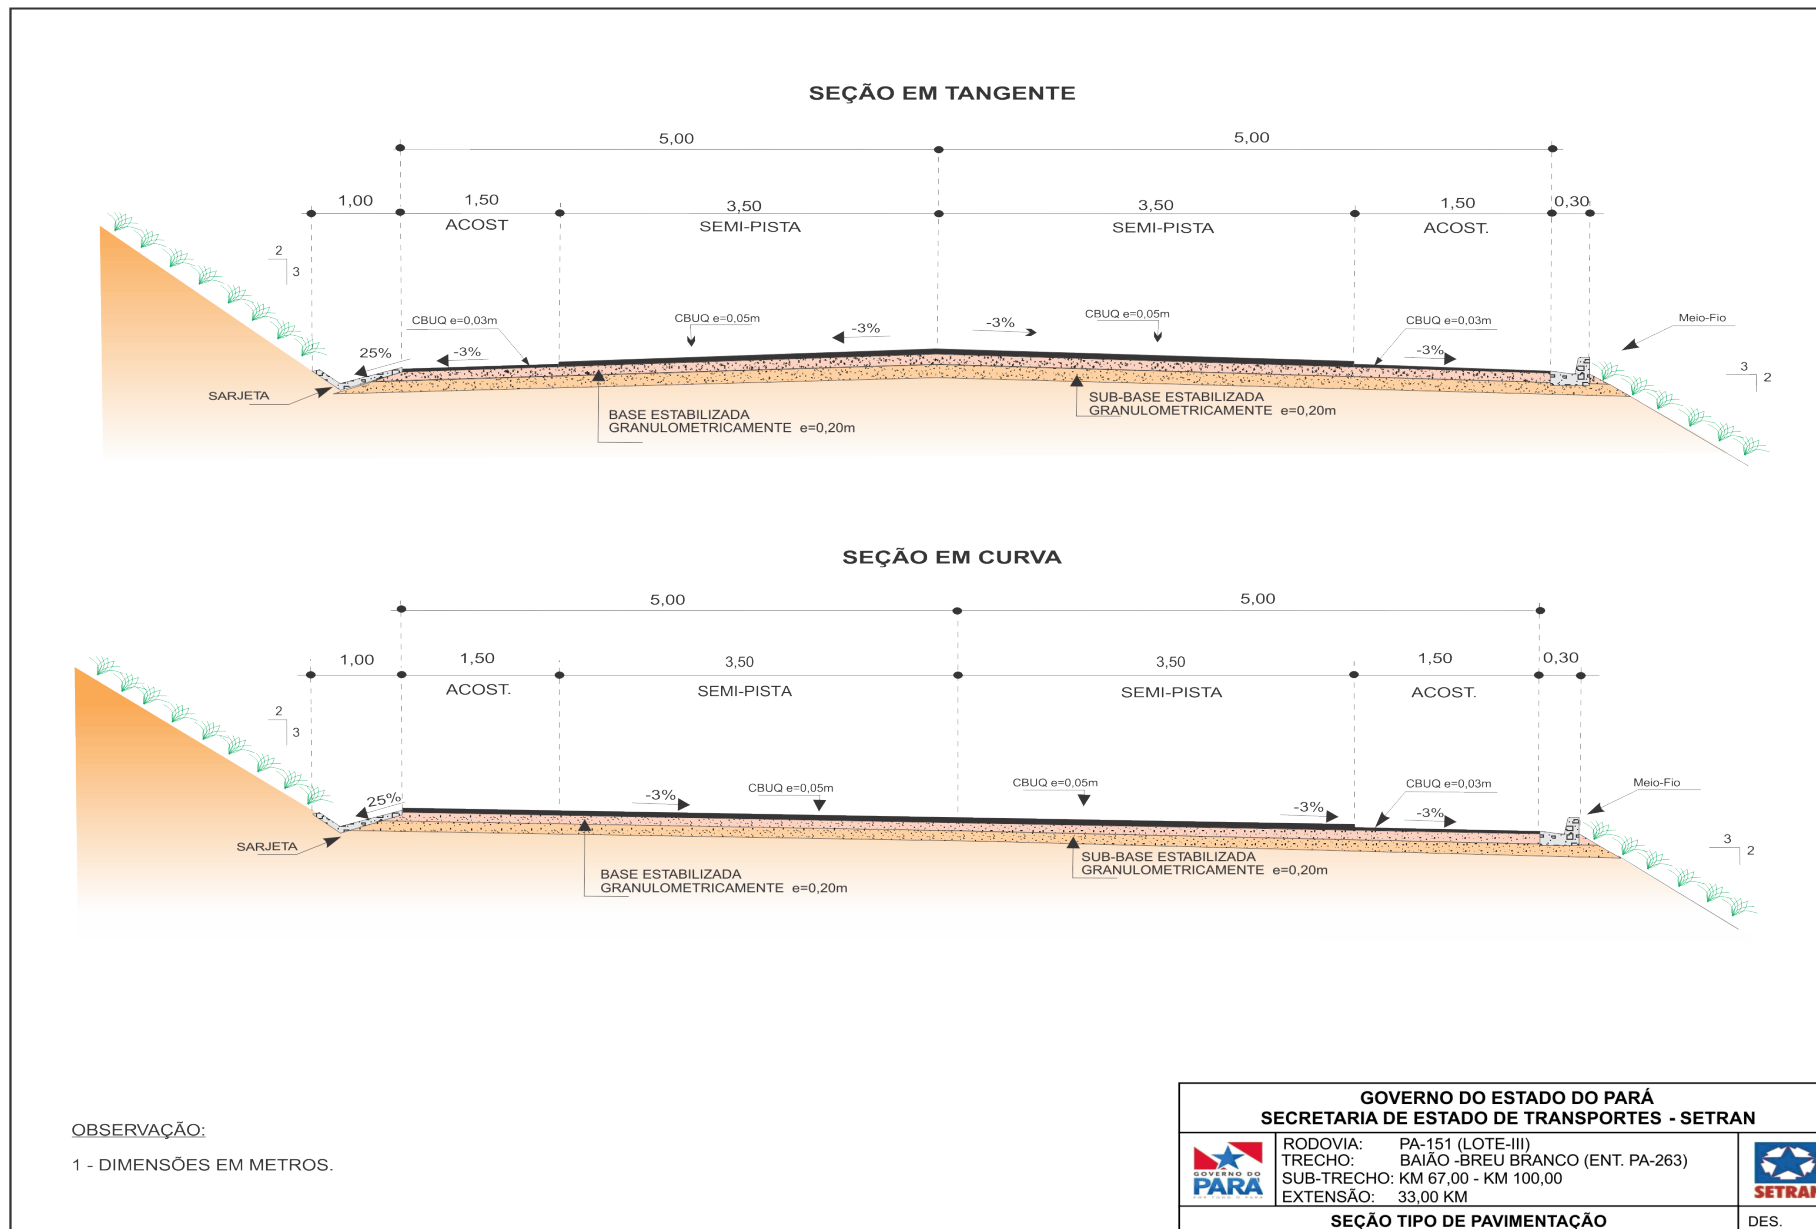 SEÇÃO EM TANGENTE
5,00 5,00
1,00 1,50 3,50 3,50 1,50 0,30
ACOST SEMI-PISTA SEMI-PISTA ACOST.
2
3
CBUQ e=0,03m CBUQ e=0,05m -3% -3% CBUQ e=0,05m CBUQ e=0,03m Meio-Fio
25% -3% -3%
3
2
SARJETA
BASE ESTABILIZADA
GRANULOMETRICAMENTE e=0,20m
SUB-BASE ESTABILIZADA
GRANULOMETRICAMENTE e=0,20m
SEÇÃO EM CURVA
5,00 5,00
1,00 1,50 3,50 3,50 1,50 0,30
ACOST. SEMI-PISTA SEMI-PISTA ACOST.
2
3
25% -3% CBUQ e=0,05m CBUQ e=0,05m -3% CBUQ e=0,03m -3% Meio-Fio
3
2
SARJETA
BASE ESTABILIZADA
GRANULOMETRICAMENTE e=0,20m
SUB-BASE ESTABILIZADA
GRANULOMETRICAMENTE e=0,20m
OBSERVAÇÃO:
1 - DIMENSÕES EM METROS.
GOVERNO DO ESTADO DO PARÁ
SECRETARIA DE ESTADO DE TRANSPORTES - SETRAN
GOVERNO DO
PARÁ
RODOVIA: PA-151 (LOTE-III)
TRECHO: BAIÃO -BREU BRANCO (ENT. PA-263)
SUB-TRECHO: KM 67,00 - KM 100,00
EXTENSÃO: 33,00 KM
SETRAN
SEÇÃO TIPO DE PAVIMENTAÇÃO
DES.